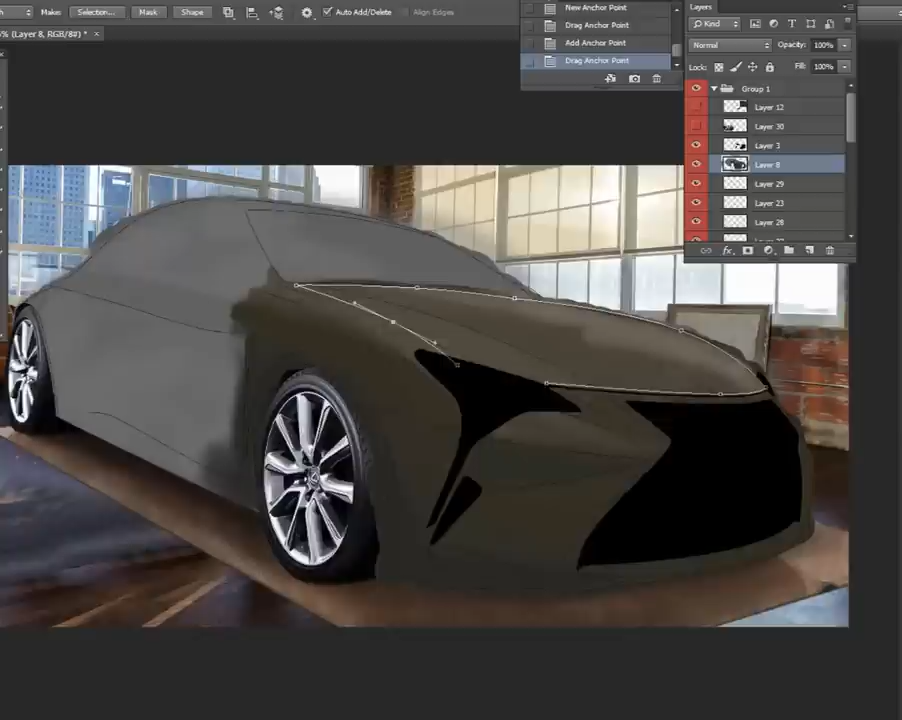 Make: Selection... Mask Shape Auto Add/Delete Align Edges
% (Layer 8, RGB/8#) * ×
New Anchor Point
Drag Anchor Point
Add Anchor Point
Drag Anchor Point
Layers
Kind
Normal Opacity: 100%
Lock: Fill: 100%
Group 1
Layer 12
Layer 30
Layer 3
Layer 8
Layer 29
Layer 23
Layer 28
fx